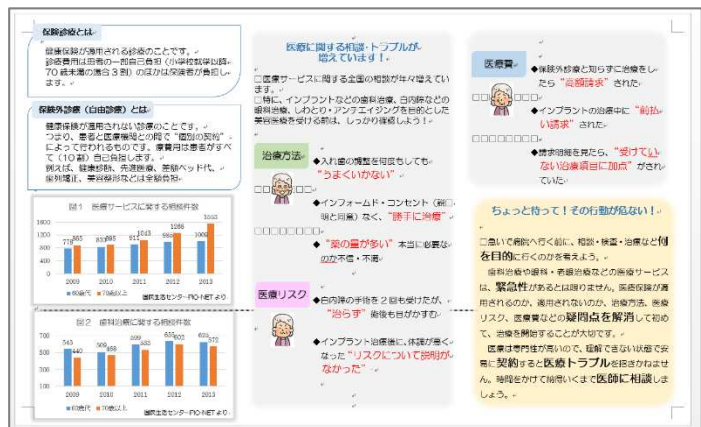 保険診療とは
健康保険が適用される診療のことです。
診療費用は患者の一部自己負担（小学校就学以降
70歳未満の場合3割）のほかは保険者が負担し
ます。
保険外診療（自由診療）とは
健康保険が適用されない診療のことです。
つまり、患者と医療機関との間で“個別の契約”
によって行われるものです。療費用は患者がすべ
て（10割）自己負担します。
例えば、健康診断、先進医療、差額ベッド代、
歯列矯正、美容整形などは全額負担
図1 医療サービスに関する相談件数
2009 2010 2011 2012 2013
60歳代 70歳以上
国民生活センターPIO-NETより
図2 歯科治療に関する相談件数
2009 2010 2011 2012 2013
60歳代 70歳以上
国民生活センターPIO-NETより
医療に関する相談・トラブルが
増えています！
□医療サービスに関する全国の相談が年々増えてい
ます。
□特に、インプラントなどの歯科治療、白内障などの
眼科治療、しわとり・アンチエイジングを目的とした
美容医療を受ける前は、しっかり確認しよう！
治療方法
◆入れ歯の調整を何度もしても
“うまくいかない”
◆インフォームド・コンセント（説
明と同意）なく、“勝手に治療”
◆“薬の量が多い”本当に必要な
のか不信・不満
医療リスク
◆白内障の手術を2回も受けたが、
“治らず”術後も目がかすむ
◆インプラント治療後に、体調が悪く
なった“リスクについて説明が
なかった”
医療費
◆保険外診療と知らずに治療をし
たら“高額請求”された
◆インプラントの治療中に“前払
い請求”された
◆請求明細を見たら、“受けてい
ない治療項目に加点”がされ
ていた
ちょっと待って！その行動が危ない！
□急いで病院へ行く前に、相談・検査・治療など何
を目的に行くのかを考えよう。
歯科治療や眼科・表層治療などの医療サービス
は、緊急性があるとは限りません。医療保険が適
用されるのか、適用されないのか、治療方法、医療
リスク、医療費などの疑問点を解消して初め
て、治療を開始することが大切です。
医療は専門性が高いので、理解できない状態で安
易に契約すると医療トラブルを招きかねませ
ん。時間をかけて納得いくまで医師に相談しま
しょう。